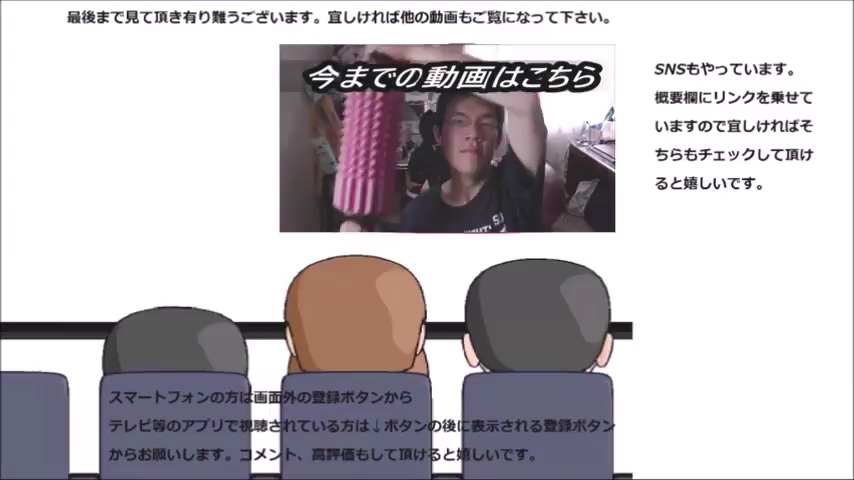 最後まで見て頂き有り難うございます。宜しければ他の動画もご覧になって下さい。
今までの動画はこちら
SNSもやっています。
概要欄にリンクを乗せて
いますので宜しければそ
ちらもチェックして頂け
ると嬉しいです。
スマートフォンの方は画面外の登録ボタンから
テレビ等のアプリで視聴されている方は↓ボタンの後に表示される登録ボタン
からお願いします。コメント、高評価もして頂けると嬉しいです。